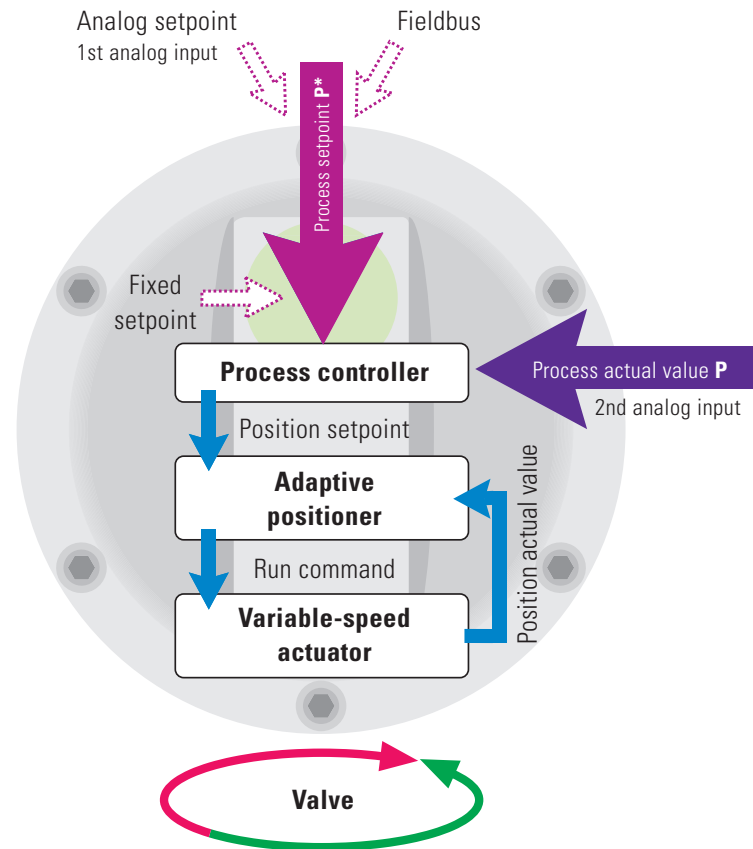 Analog setpoint
1st analog input
Fieldbus
Process setpoint P*
Fixed
setpoint
Process controller
Process actual value P
2nd analog input
Position setpoint
Adaptive
positioner
Position actual value
Run command
Variable-speed
actuator
Valve